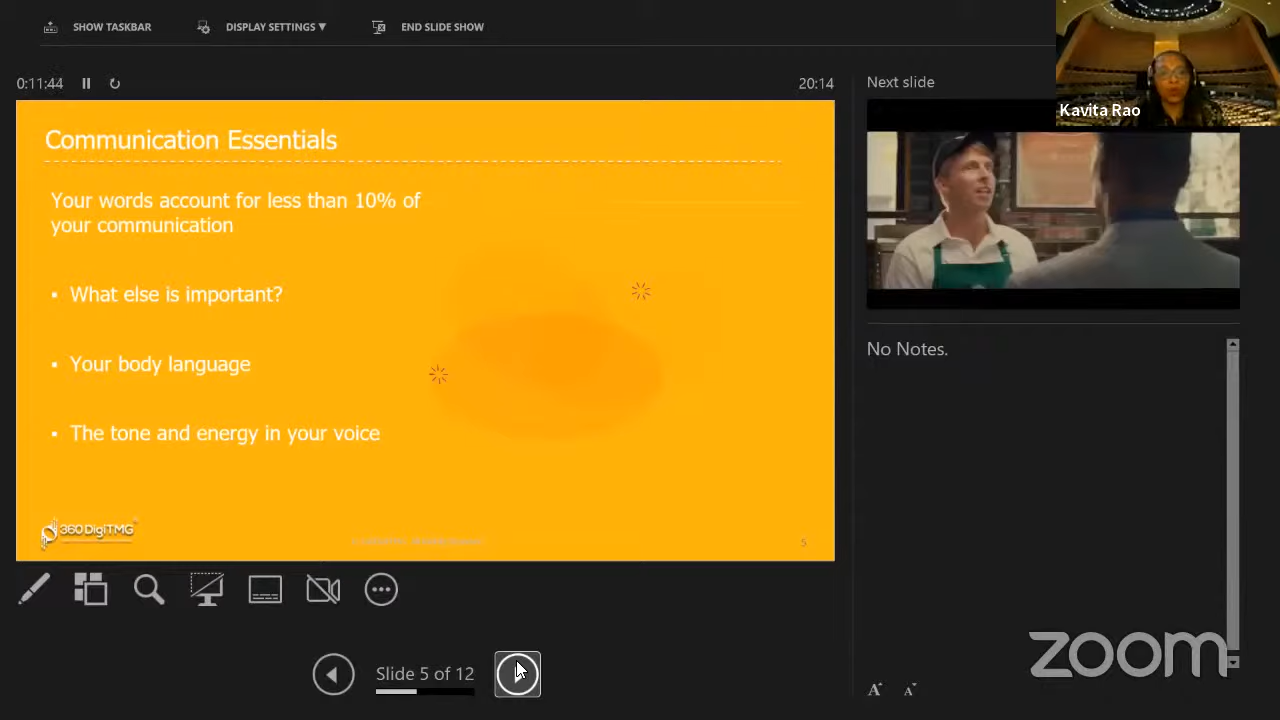 SHOW TASKBAR
DISPLAY SETTINGS ▼
END SLIDE SHOW
Kavita Rao
0:11:44
20:14
Next slide
Communication Essentials
Your words account for less than 10% of
your communication
▪ What else is important?
▪ Your body language
▪ The tone and energy in your voice
360DigiTMG
5
No Notes.
Slide 5 of 12
A A
zoom